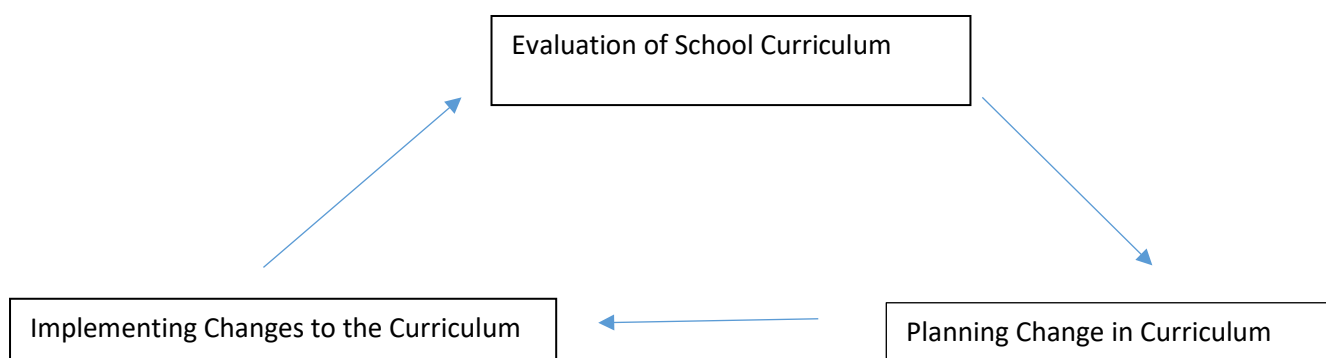 Evaluation of School Curriculum
Implementing Changes to the Curriculum
Planning Change in Curriculum